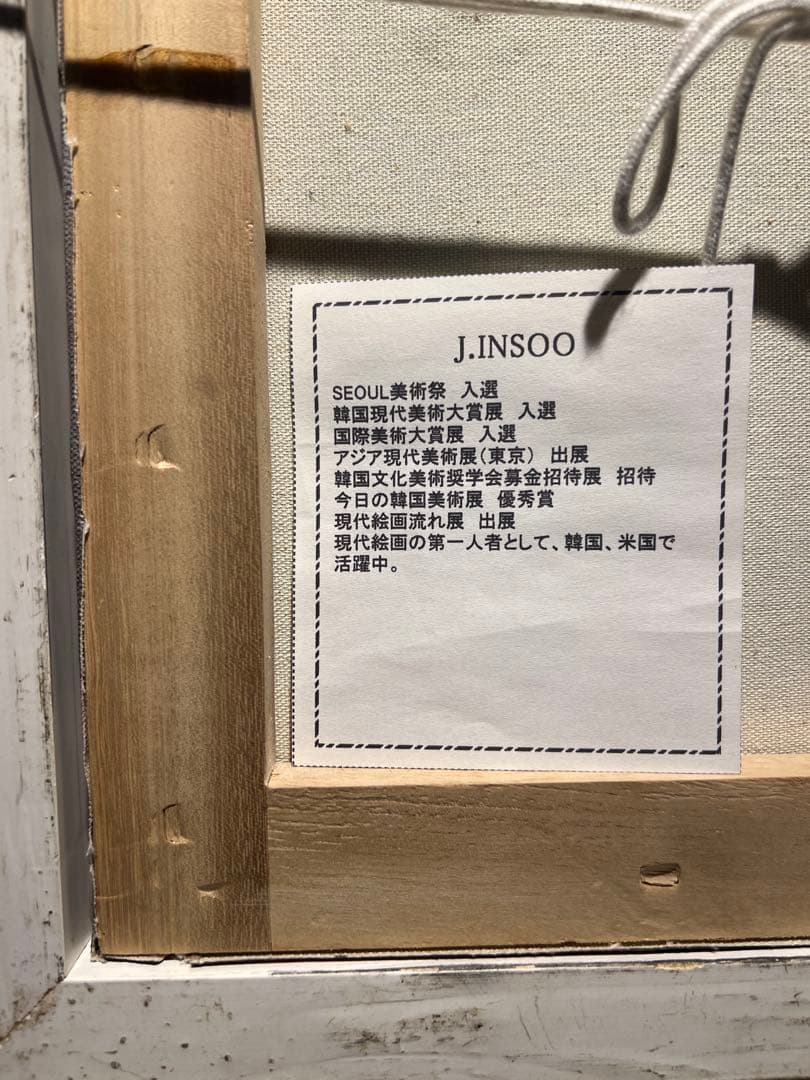 J.INSOO
SEOUL美術祭 入選
韓国現代美術大賞展 入選
国際美術大賞展 入選
アジア現代美術展(東京) 出展
韓国文化美術奨学会募金招待展 招待
今日の韓国美術展 優秀賞
現代絵画流れ展 出展
現代絵画の第一人者として、韓国、米国で
活躍中。